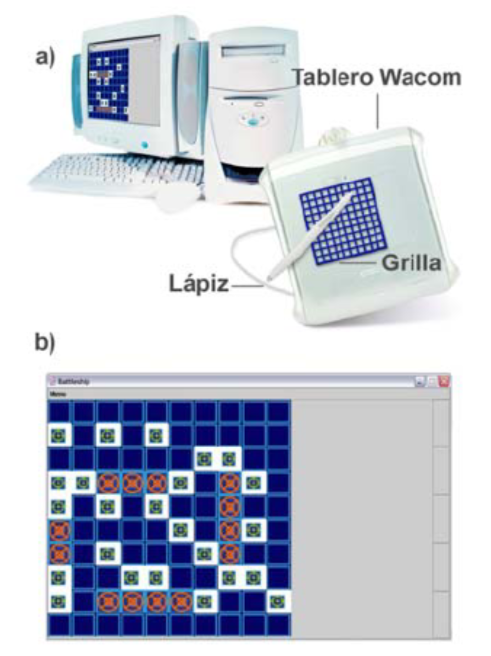 a)
Tablero Wacom
Grilla
Lápiz
b)
Battleship
Menu